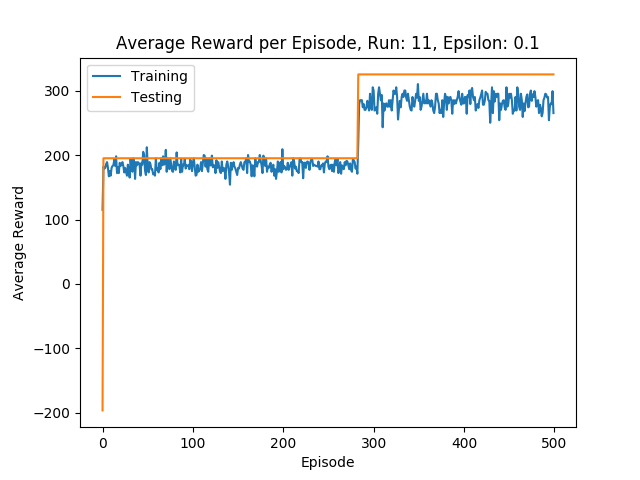 Average Reward per Episode, Run: 11, Epsilon: 0.1
Training
Testing
300
200
100
0
−100
−200
Average Reward
0
100
200
300
400
500
Episode